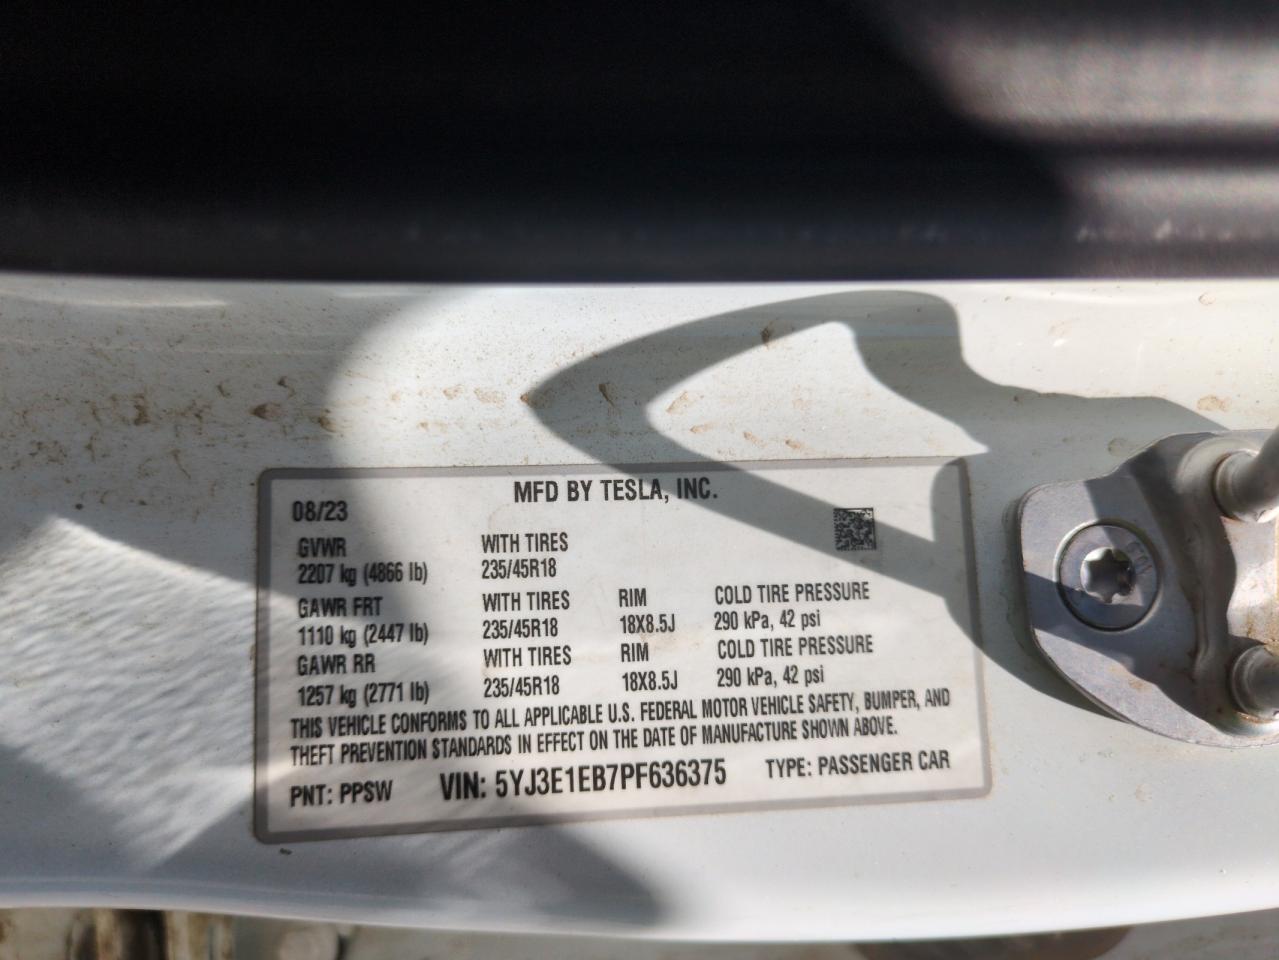 MFD BY TESLA, INC.
08/23
GVWR WITH TIRES
2207 kg (4866 lb) 235/45R18
GAWR FRT WITH TIRES RIM COLD TIRE PRESSURE
1110 kg (2447 lb) 235/45R18 18X8.5J 290 kPa, 42 psi
GAWR RR WITH TIRES RIM COLD TIRE PRESSURE
1257 kg (2771 lb) 235/45R18 18X8.5J 290 kPa, 42 psi
THIS VEHICLE CONFORMS TO ALL APPLICABLE U.S. FEDERAL MOTOR VEHICLE SAFETY, BUMPER, AND
THEFT PREVENTION STANDARDS IN EFFECT ON THE DATE OF MANUFACTURE SHOWN ABOVE.
PNT: PPSW VIN: 5YJ3E1EB7PF636375 TYPE: PASSENGER CAR